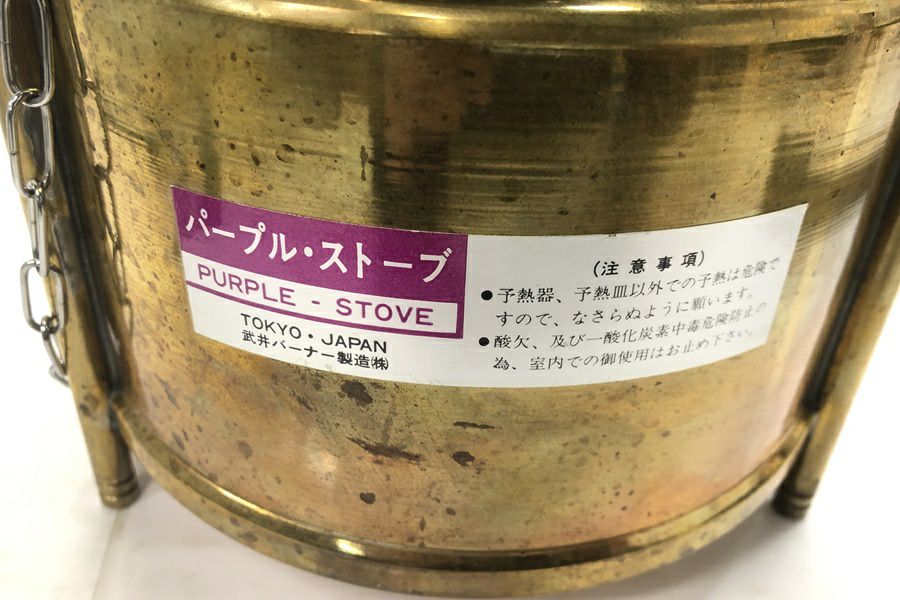 パープル・ストーブ
PURPLE - STOVE
TOKYO・JAPAN
武井バーナー製造㈱
(注意事項)
●予熱器、予熱皿以外での予熱は危険で
すので、なさらぬように願います。
●酸欠、及び一酸化炭素中毒危険防止の
為、室内での御使用はお止め下さい。